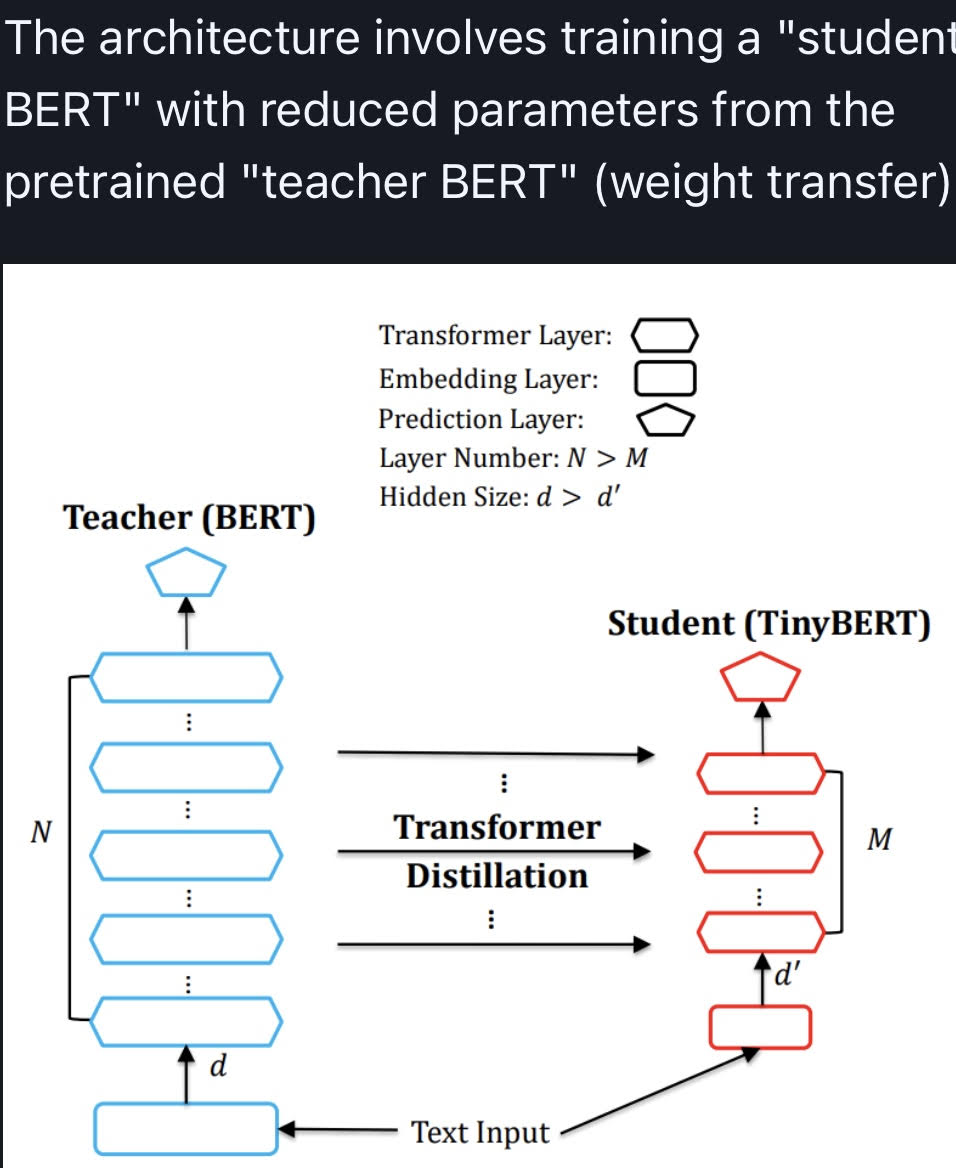 The architecture involves training a "student
BERT" with reduced parameters from the
pretrained "teacher BERT" (weight transfer)
Transformer Layer:
Embedding Layer:
Prediction Layer:
Layer Number: N > M
Hidden Size: d > d′
Teacher (BERT)
Student (TinyBERT)
N
Transformer
Distillation
M
d′
d
Text Input